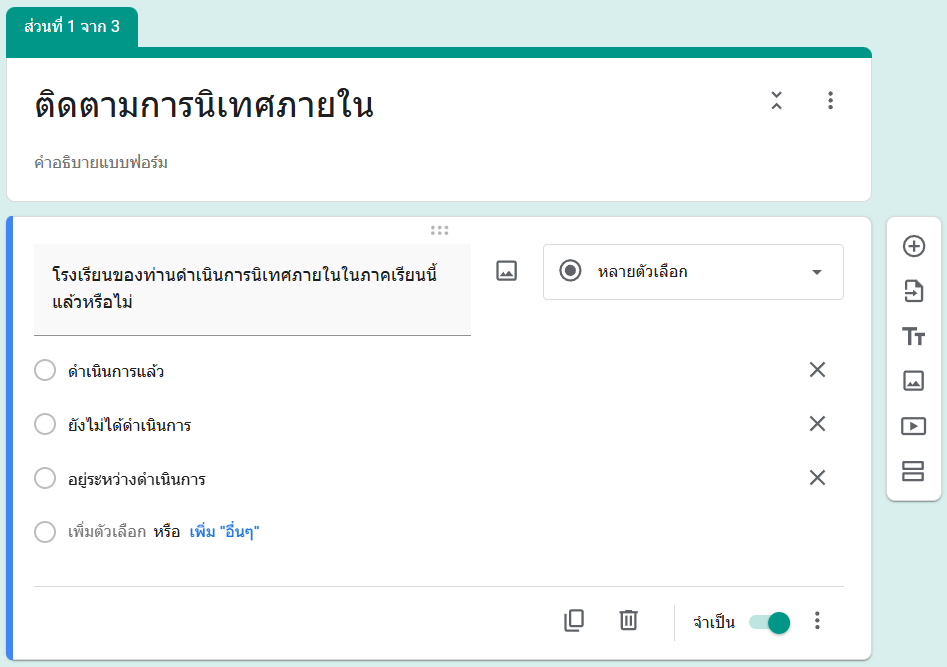 ส่วนที่ 1 จาก 3
ติดตามการนิเทศภายใน
คำอธิบายแบบฟอร์ม
โรงเรียนของท่านดำเนินการนิเทศภายในในภาคเรียนนี้
แล้วหรือไม่
หลายตัวเลือก
ดำเนินการแล้ว
ยังไม่ได้ดำเนินการ
อยู่ระหว่างดำเนินการ
เพิ่มตัวเลือก หรือ เพิ่ม "อื่นๆ"
จำเป็น
Tт